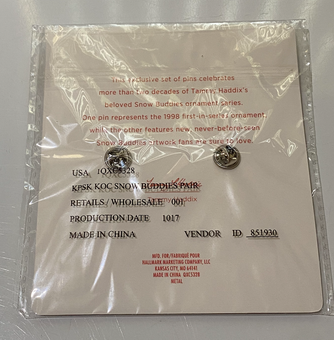 This exclusive set of pins celebrates
more than two decades of Tammy Haddix's
beloved Snow Buddies ornament series.
One pin represents the 1998 first-in-series ornament,
while the other features new, never-before-seen
Snow Buddies artwork fans are sure to love.
USA 1QXC5328
KPSK KOC SNOW BUDDIES PAIR
RETAILS / WHOLESALE 001
PRODUCTION DATE 1017
MADE IN CHINA VENDOR ID 851930
MFD. FOR/FABRIQUÉ POUR
HALLMARK MARKETING COMPANY, LLC
KANSAS CITY, MO 64141
MADE IN CHINA QXC5328
METAL